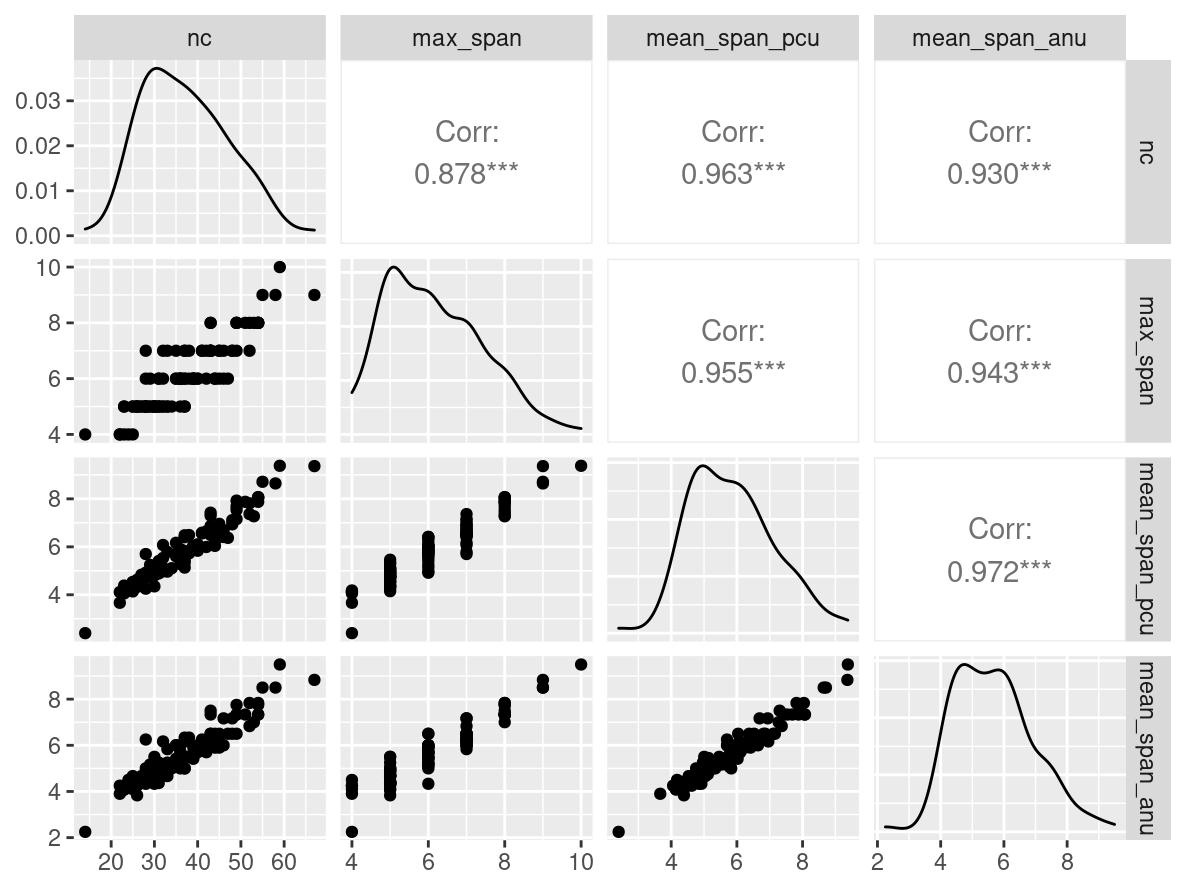 nc
max_span
mean_span_pcu
mean_span_anu
0.03
0.02
0.01
0.00
Corr:
0.878***
Corr:
0.963***
Corr:
0.930***
nc
10
8
6
4
Corr:
0.955***
Corr:
0.943***
max_span
8
6
4
Corr:
0.972***
mean_span_pcu
8
6
4
2
mean_span_anu
20 30 40 50 60
4 6 8 10
4 6 8
2 4 6 8